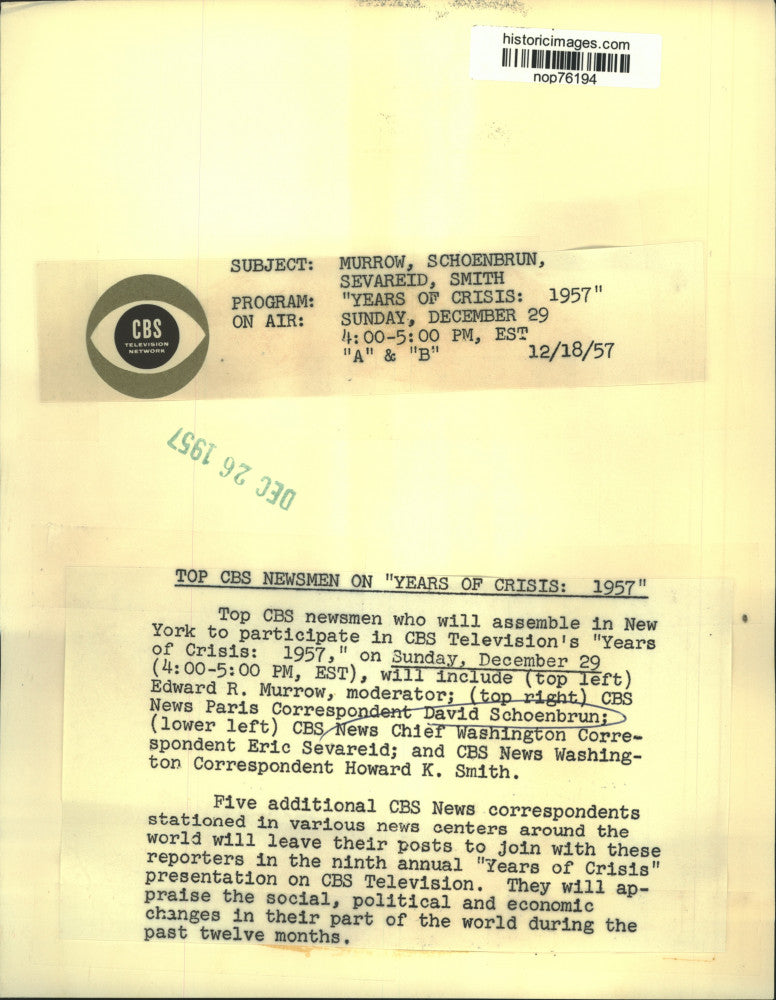 historicimages.com
nop76194
SUBJECT: MURROW, SCHOENBRUN,
SEVAREID, SMITH
PROGRAM: "YEARS OF CRISIS: 1957"
ON AIR: SUNDAY, DECEMBER 29
4:00-5:00 PM, EST
"A" & "B" 12/18/57
CBS
TELEVISION
NETWORK
DEC 26 1957
TOP CBS NEWSMEN ON "YEARS OF CRISIS: 1957"
Top CBS newsmen who will assemble in New
York to participate in CBS Television's "Years
of Crisis: 1957," on Sunday, December 29
(4:00-5:00 PM, EST), will include (top left)
Edward R. Murrow, moderator; (top right) CBS
News Paris Correspondent David Schoenbrun;
(lower left) CBS News Chief Washington Corre-
spondent Eric Sevareid; and CBS News Washing-
ton Correspondent Howard K. Smith.
Five additional CBS News correspondents
stationed in various news centers around the
world will leave their posts to join with these
reporters in the ninth annual "Years of Crisis"
presentation on CBS Television. They will ap-
praise the social, political and economic
changes in their part of the world during the
past twelve months.